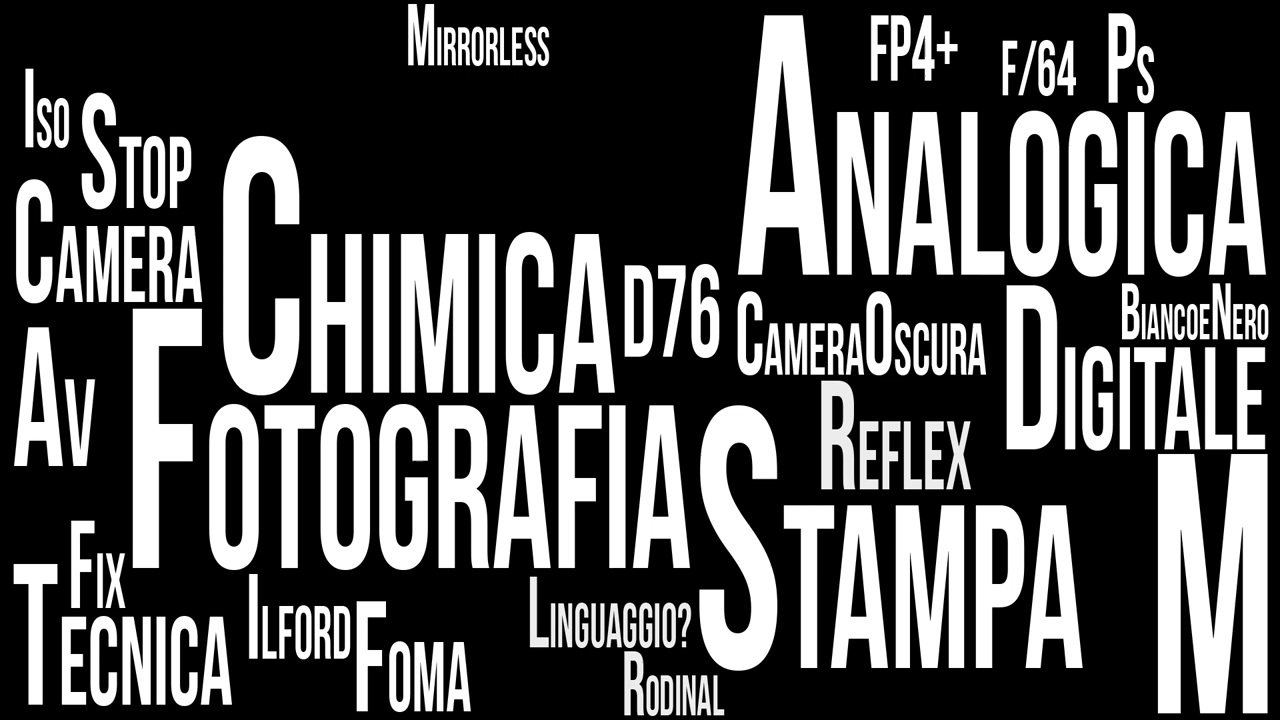 Mirrorless
FP4+
F/64
Ps
Iso
Stop
Analogica
Camera
Chimica
D76
CameraOscura
BiancoeNero
Digitale
Av
Fotografia
Reflex
Stampa
M
Fix
Tecnica
Ilford
Foma
Linguaggio?
Rodinal